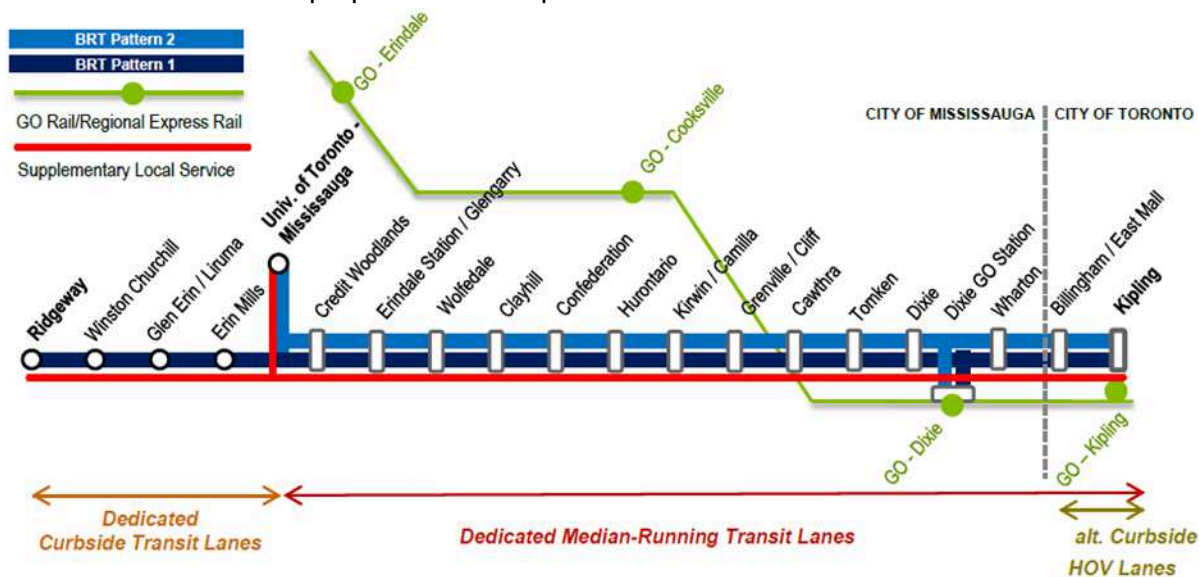 BRT Pattern 2
BRT Pattern 1
GO Rail/Regional Express Rail
Supplementary Local Service
GO - Erindale
GO - Cooksville
CITY OF MISSISSAUGA
CITY OF TORONTO
Ridgeway
Winston Churchill
Glen Erin / Liruma
Erin Mills
Univ. of Toronto -
Mississauga
Credit Woodlands
Erindale Station / Glengarry
Wolfedale
Clayhill
Confederation
Hurontario
Kirwin / Camilla
Grenville / Cliff
Cawthra
Tomken
Dixie
Dixie GO Station
Wharton
Billingham / East Mall
Kipling
GO - Dixie
GO – Kipling
Dedicated
Curbside Transit Lanes
Dedicated Median-Running Transit Lanes
alt. Curbside
HOV Lanes